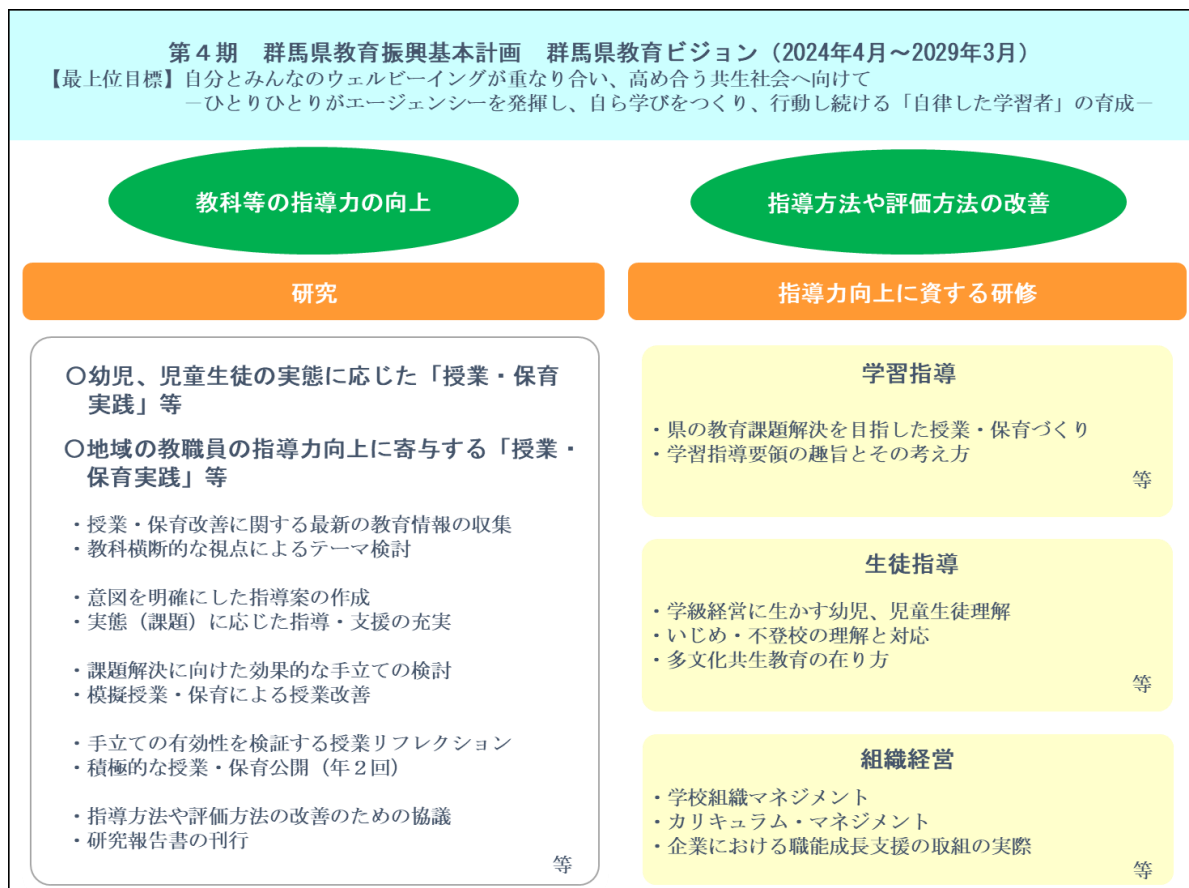 第４期　群馬県教育振興基本計画　群馬県教育ビジョン（2024年4月～2029年3月）
【最上位目標】自分とみんなのウェルビーイングが重なり合い、高め合う共生社会へ向けて
－ひとりひとりがエージェンシーを発揮し、自ら学びをつくり、行動し続ける「自律した学習者」の育成－
教科等の指導力の向上
研究
〇幼児、児童生徒の実態に応じた「授業・保育
実践」等
〇地域の教職員の指導力向上に寄与する「授業・
保育実践」等
・授業・保育改善に関する最新の教育情報の収集
・教科横断的な視点によるテーマ検討
・意図を明確にした指導案の作成
・実態（課題）に応じた指導・支援の充実
・課題解決に向けた効果的な手立ての検討
・模擬授業・保育による授業改善
・手立ての有効性を検証する授業リフレクション
・積極的な授業・保育公開（年２回）
・指導方法や評価方法の改善のための協議
・研究報告書の刊行
等
指導方法や評価方法の改善
指導力向上に資する研修
学習指導
・県の教育課題解決を目指した授業・保育づくり
・学習指導要領の趣旨とその考え方
等
生徒指導
・学級経営に生かす幼児、児童生徒理解
・いじめ・不登校の理解と対応
・多文化共生教育の在り方
等
組織経営
・学校組織マネジメント
・カリキュラム・マネジメント
・企業における職能成長支援の取組の実際
等